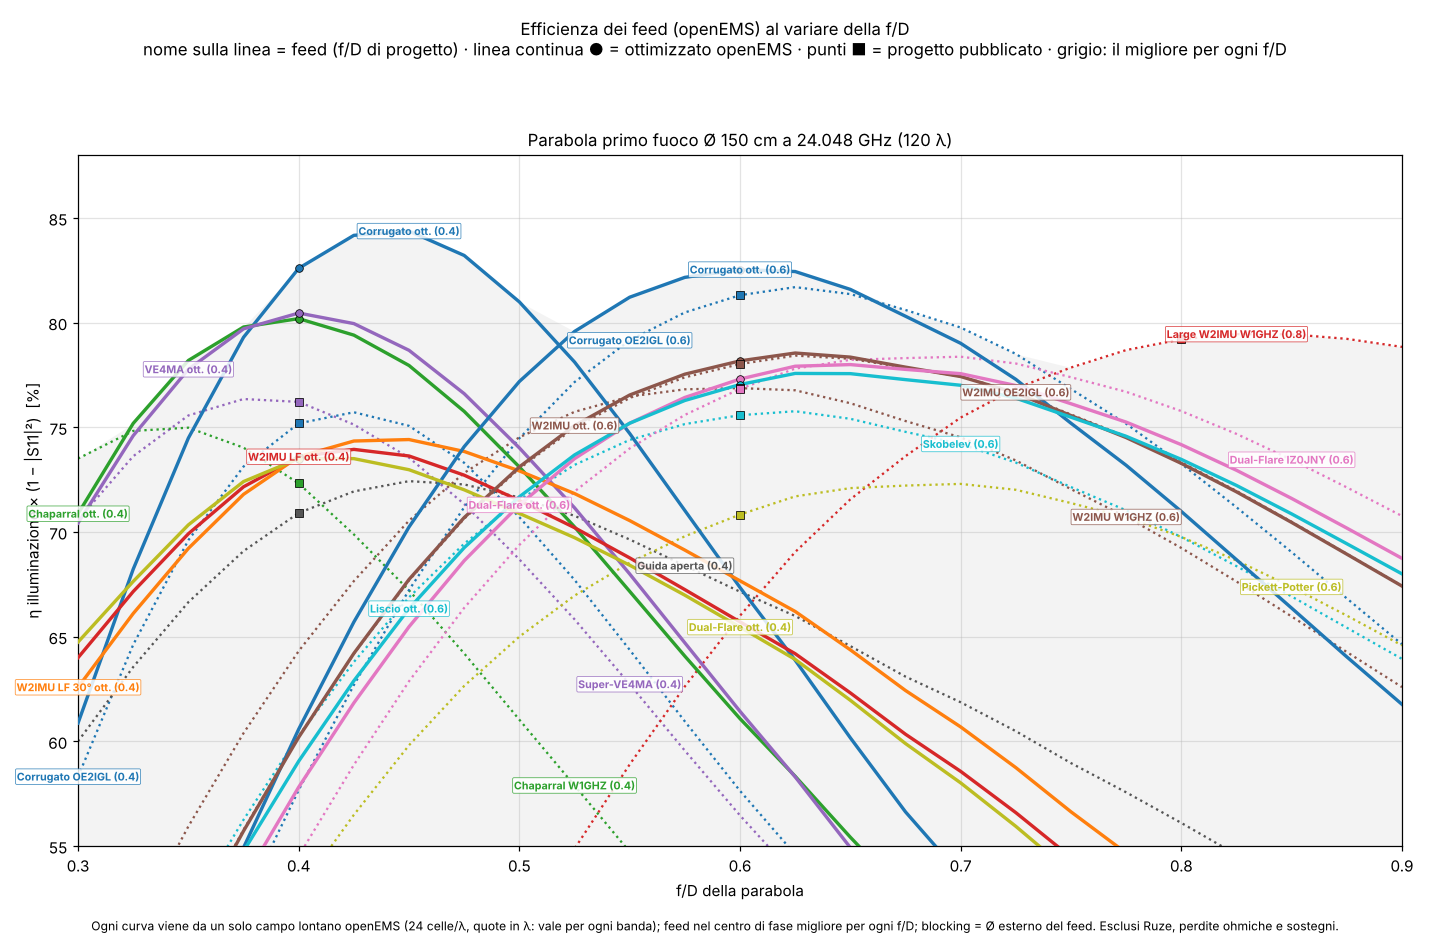 Efficienza dei feed (openEMS) al variare della f/D
nome sulla linea = feed (f/D di progetto) · linea continua ● = ottimizzato openEMS · punti ■ = progetto pubblicato · grigio: il migliore per ogni f/D
Parabola primo fuoco Ø 150 cm a 24.048 GHz (120 λ)
η illuminazione × (1 − |S11|²) [%]
85
80
75
70
65
60
55
Corrugato ott. (0.4)
Corrugato ott. (0.6)
Large W2IMU W1GHZ (0.8)
Corrugato OE2IGL (0.6)
VE4MA ott. (0.4)
W2IMU OE2IGL (0.6)
W2IMU ott. (0.6)
Skobelev (0.6)
W2IMU LF ott. (0.4)
Dual-Flare IZ0JNY (0.6)
Dual-Flare ott. (0.6)
Chaparral ott. (0.4)
W2IMU W1GHZ (0.6)
Guida aperta (0.4)
Pickett-Potter (0.6)
Liscio ott. (0.6)
Dual-Flare ott. (0.4)
W2IMU LF 30° ott. (0.4)
Super-VE4MA (0.4)
Corrugato OE2IGL (0.4)
Chaparral W1GHZ (0.4)
0.3 0.4 0.5 0.6 0.7 0.8 0.9
f/D della parabola
Ogni curva viene da un solo campo lontano openEMS (24 celle/λ, quote in λ: vale per ogni banda); feed nel centro di fase migliore per ogni f/D; blocking = Ø esterno del feed. Esclusi Ruze, perdite ohmiche e sostegni.